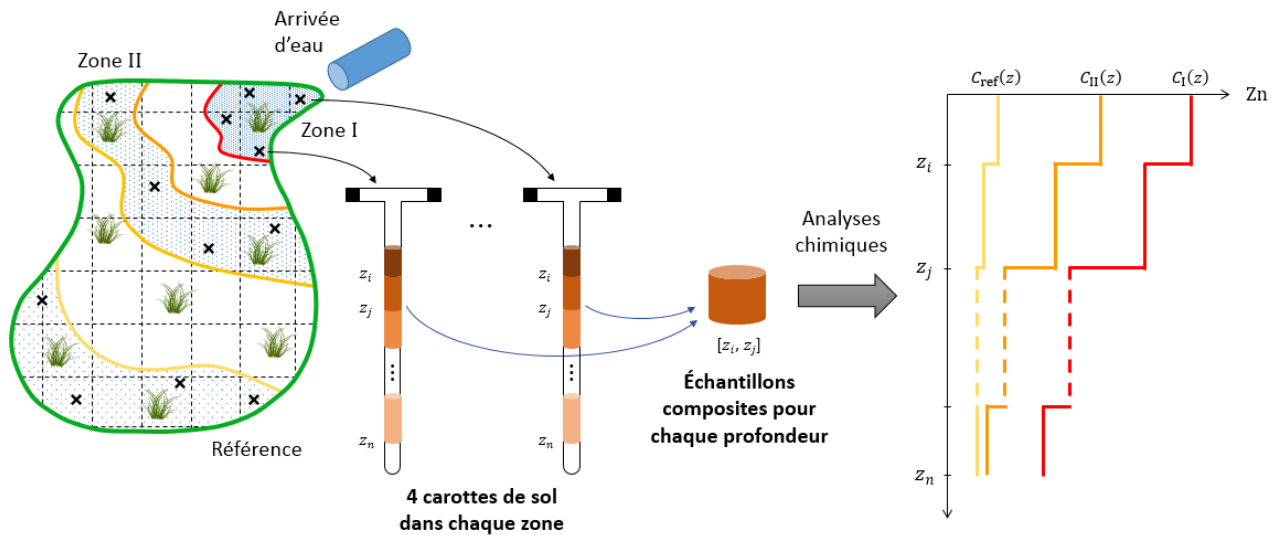 Arrivée
d'eau
Zone II
Zone I
Référence
z_i
z_j
z_n
...
z_i
z_j
z_n
4 carottes de sol
dans chaque zone
[z_i, z_j]
Échantillons
composites pour
chaque profondeur
Analyses
chimiques
C_ref(z)
C_II(z)
C_I(z)
Zn
z_i
z_j
z_n